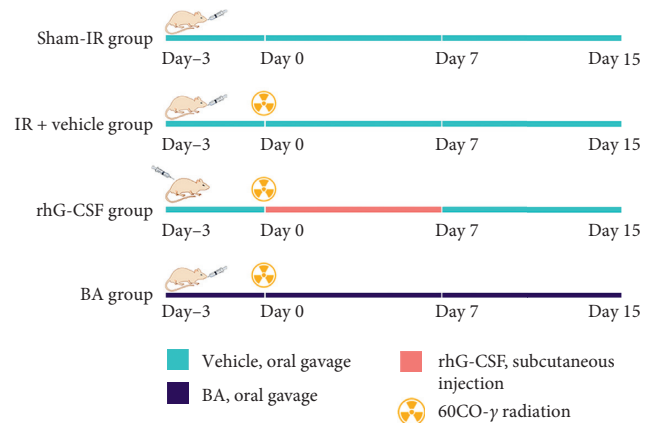 Sham-IR group
Day–3 Day 0 Day 7 Day 15
IR + vehicle group
Day–3 Day 0 Day 7 Day 15
rhG-CSF group
Day–3 Day 0 Day 7 Day 15
BA group
Day–3 Day 0 Day 7 Day 15
Vehicle, oral gavage
BA, oral gavage
rhG-CSF, subcutaneous
injection
60CO-γ radiation